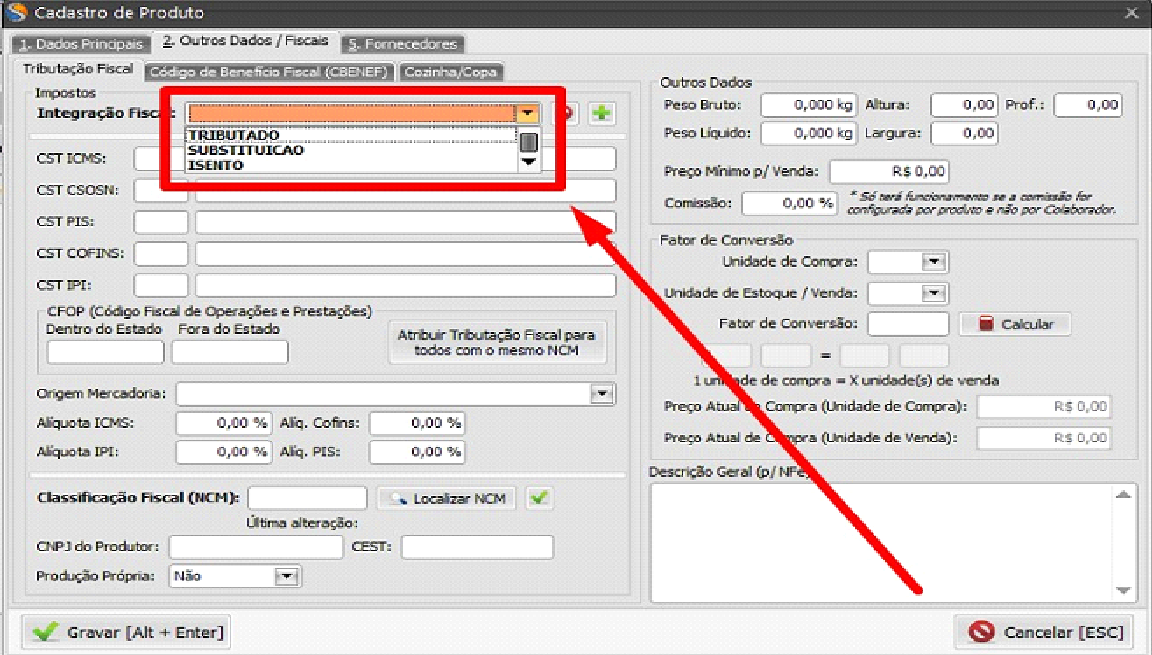 Cadastro de Produto
1. Dados Principais
2. Outros Dados / Fiscais
5. Fornecedores
Tributação Fiscal
Código de Benefício Fiscal (CBENEF)
Cozinha/Copa
Impostos
Integração Fiscal:
TRIBUTADO
SUBSTITUICAO
ISENTO
CST ICMS:
CST CSOSN:
CST PIS:
CST COFINS:
CST IPI:
CFOP (Código Fiscal de Operações e Prestações)
Dentro do Estado Fora do Estado
Atribuir Tributação Fiscal para
todos com o mesmo NCM
Origem Mercadoria:
Alíquota ICMS: 0,00 % Alíq. Cofins: 0,00 %
Alíquota IPI: 0,00 % Alíq. PIS: 0,00 %
Classificação Fiscal (NCM): Localizar NCM
Última alteração:
CNPJ do Produtor: CEST:
Produção Própria: Não
Outros Dados
Peso Bruto: 0,000 kg Altura: 0,00 Prof.: 0,00
Peso Líquido: 0,000 kg Largura: 0,00
Preço Mínimo p/ Venda: R$ 0,00
Comissão: 0,00 %
* Só terá funcionamento se a comissão for
configurada por produto e não por Colaborador.
Fator de Conversão
Unidade de Compra:
Unidade de Estoque / Venda:
Fator de Conversão: Calcular
=
1 unidade de compra = X unidade(s) de venda
Preço Atual de Compra (Unidade de Compra): R$ 0,00
Preço Atual de Compra (Unidade de Venda): R$ 0,00
Descrição Geral (p/ NFe)
Gravar [Alt + Enter]
Cancelar [ESC]